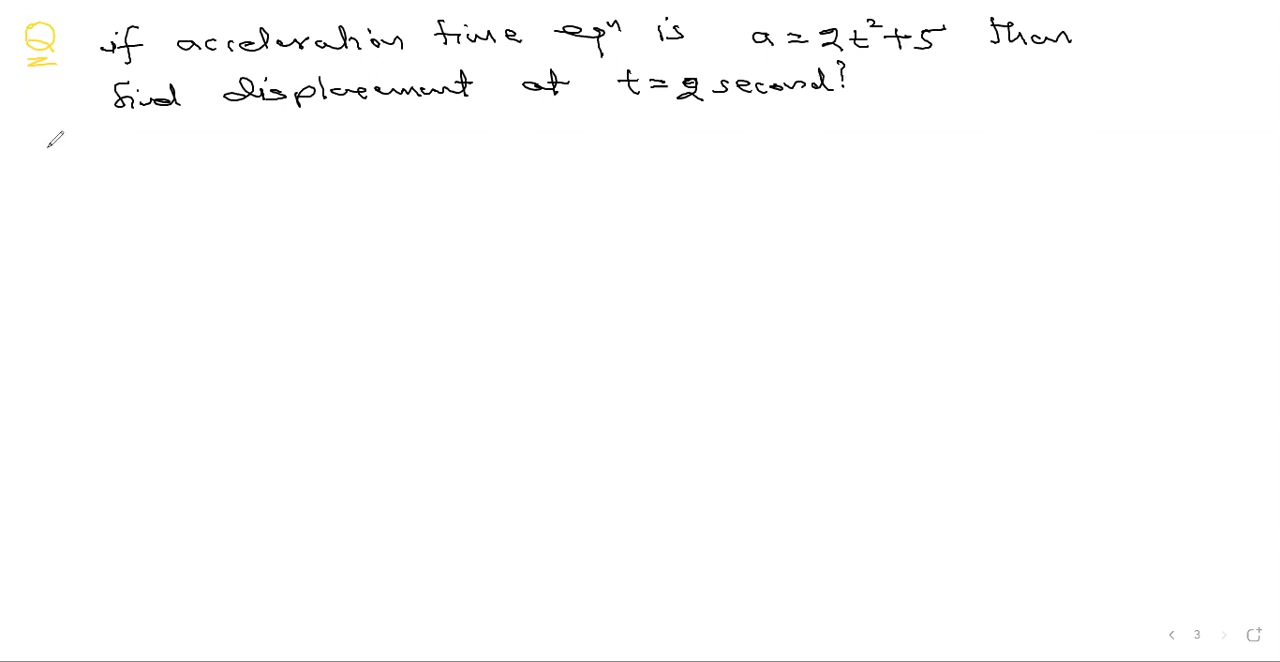 Q if acceleration time eqn is a = 2t²+5 than
find displacement at t = 2 second?
3